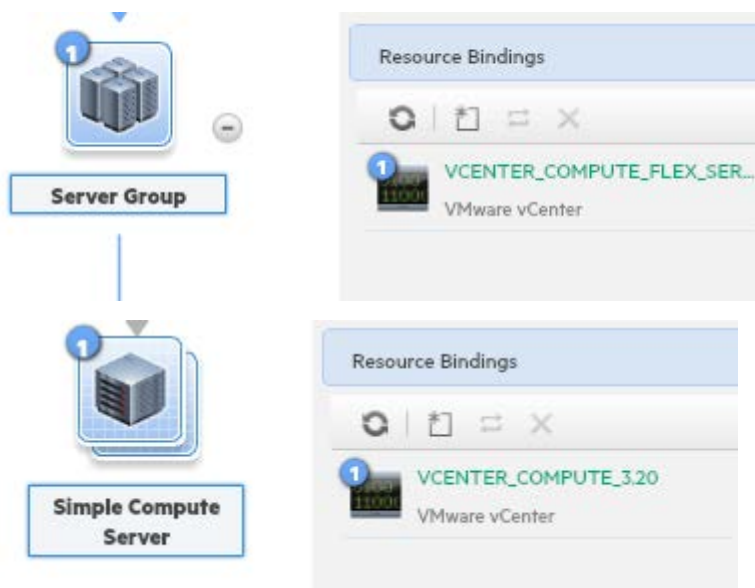 1
Server Group
Resource Bindings
1
VCENTER_COMPUTE_FLEX_SER...
VMware vCenter
1
Simple Compute
Server
Resource Bindings
1
VCENTER_COMPUTE_3.20
VMware vCenter